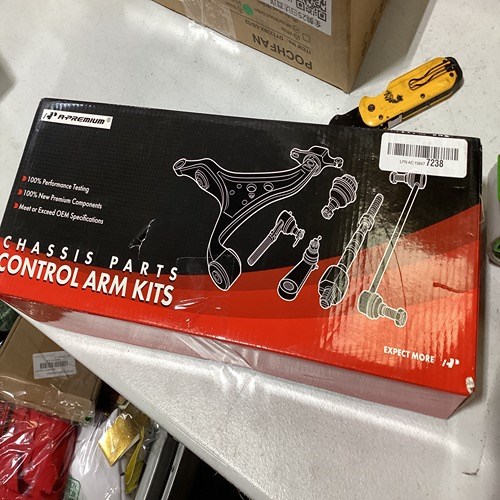 POCHFAN
A-PREMIUM
100% Performance Testing
100% New Premium Components
Meet or Exceed OEM Specifications
7238
CHASSIS PARTS
CONTROL ARM KITS
EXPECT MORE